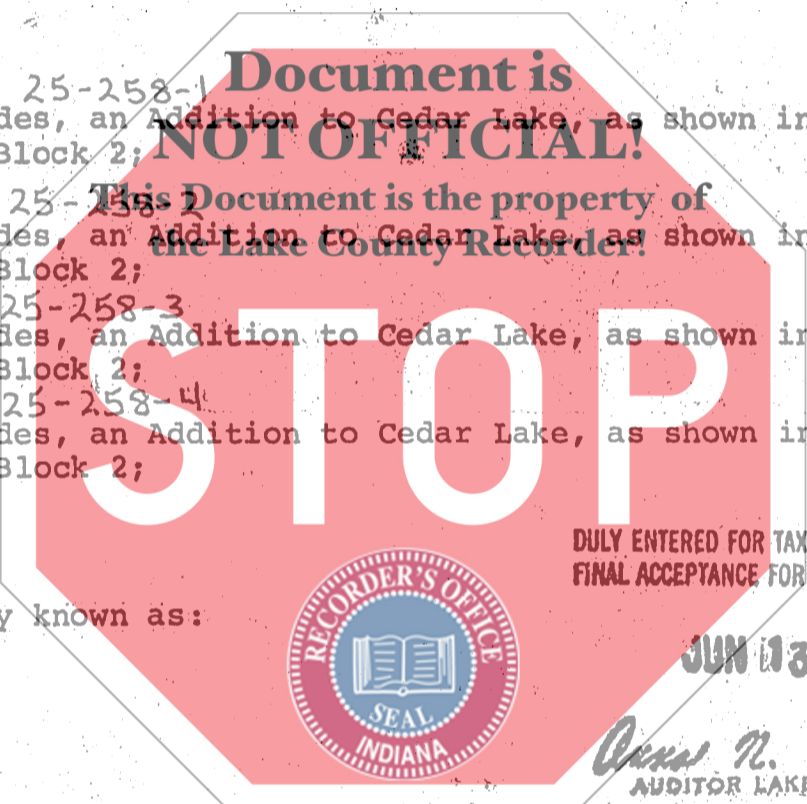 25-258-1
Document is
des, an Addition to Cedar Lake, as shown in
NOT OFFICIAL!
Block 2;
25-258-2
This Document is the property of
des, an Addition to Cedar Lake, as shown in
the Lake County Recorder!
Block 2;
25-258-3
des, an Addition to Cedar Lake, as shown in
Block 2;
25-258-4
des, an Addition to Cedar Lake, as shown in
Block 2;
STOP
DULY ENTERED FOR TAX
FINAL ACCEPTANCE FOR
y known as:
JUN 13
RECORDER'S OFFICE
SEAL
INDIANA
N.
AUDITOR LAKE